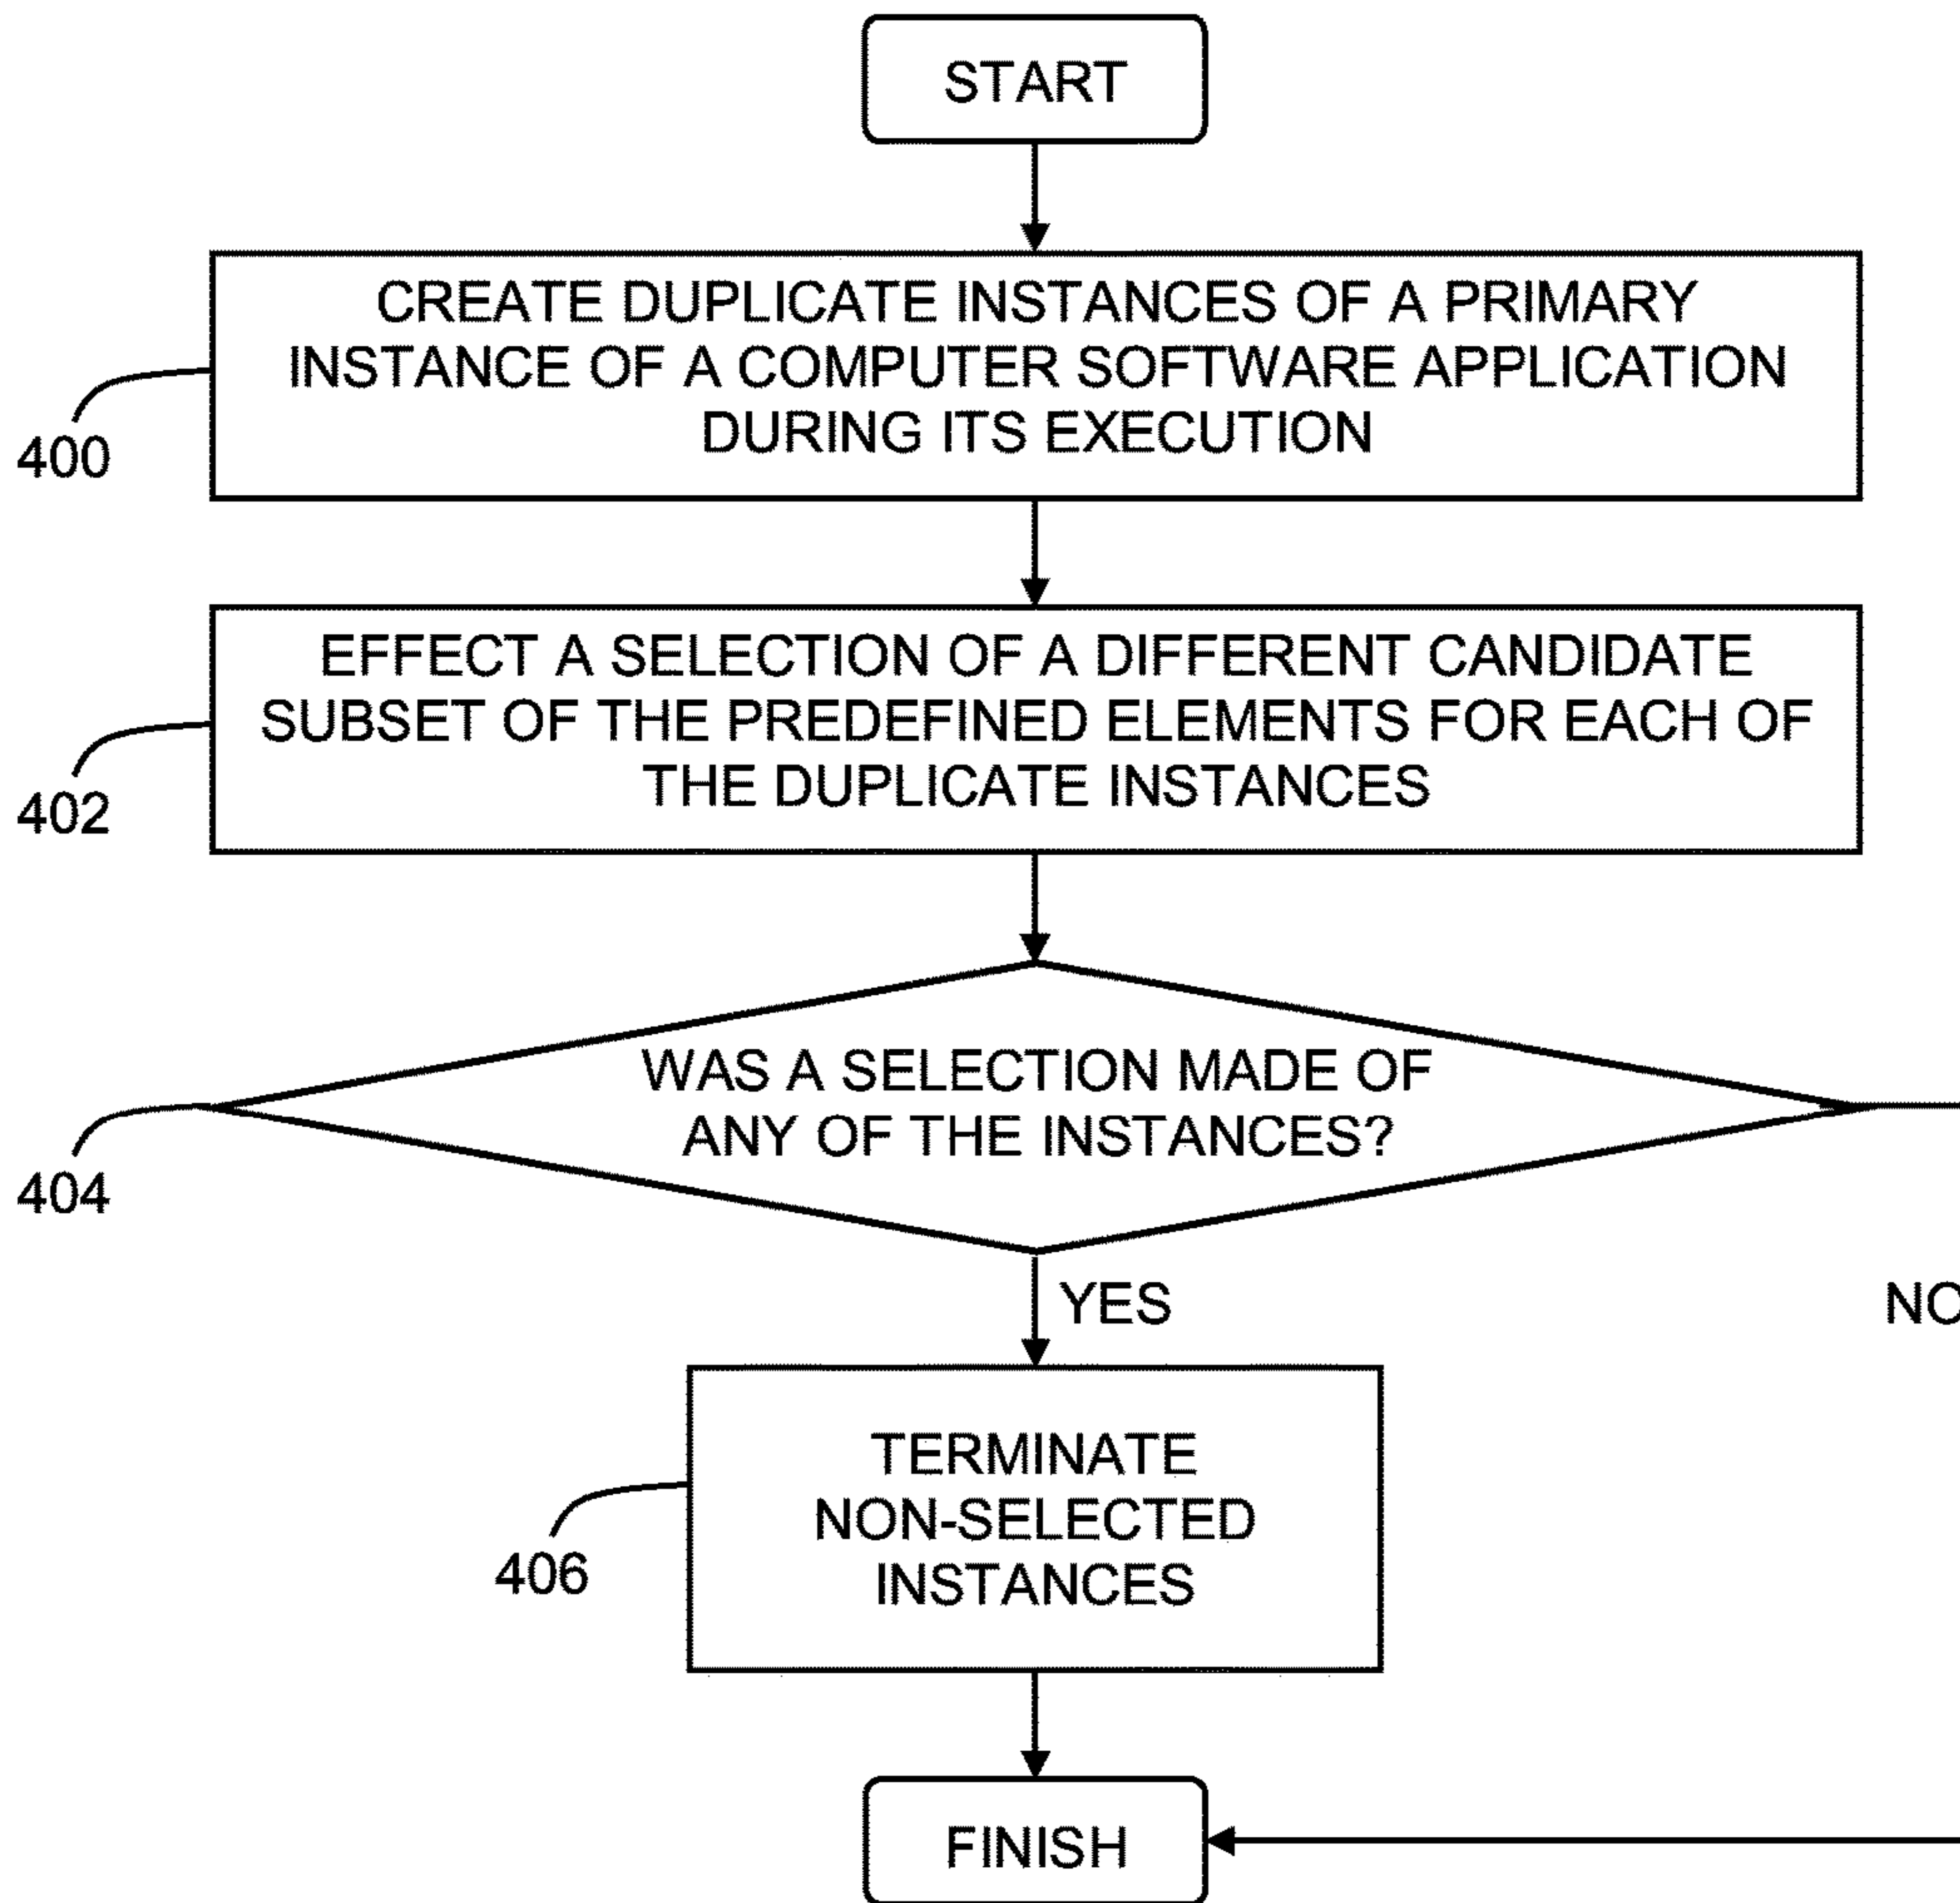 START
CREATE DUPLICATE INSTANCES OF A PRIMARY
INSTANCE OF A COMPUTER SOFTWARE APPLICATION
DURING ITS EXECUTION
400
EFFECT A SELECTION OF A DIFFERENT CANDIDATE
SUBSET OF THE PREDEFINED ELEMENTS FOR EACH OF
THE DUPLICATE INSTANCES
402
WAS A SELECTION MADE OF
ANY OF THE INSTANCES?
404
YES
NO
TERMINATE
NON-SELECTED
INSTANCES
406
FINISH